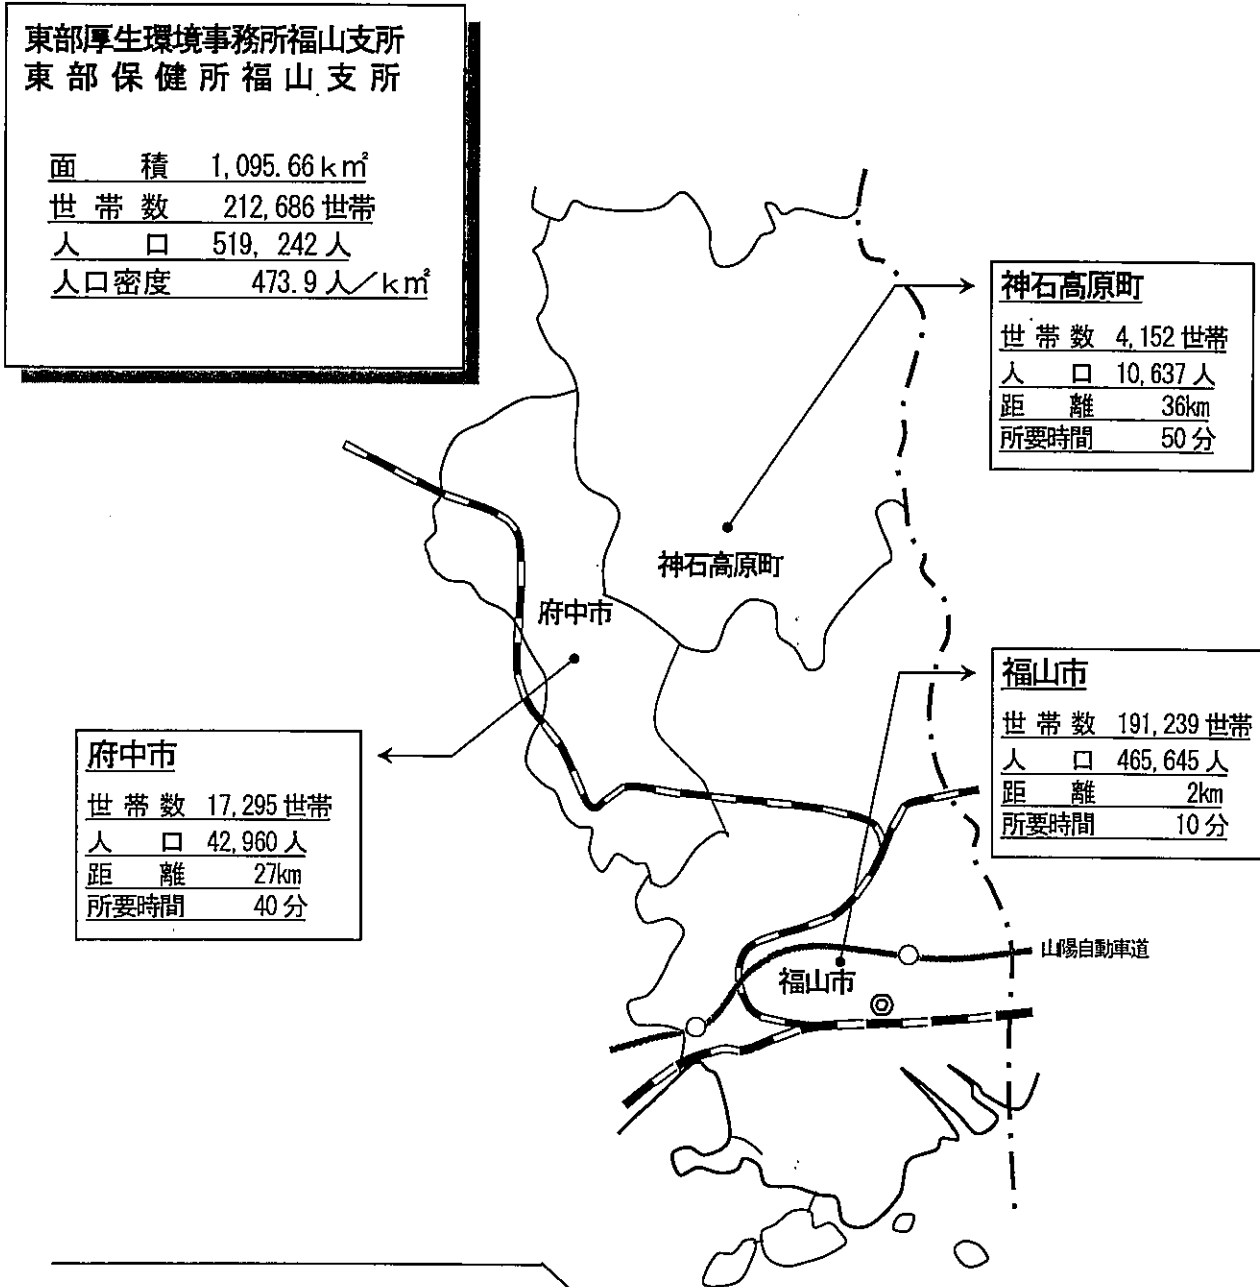 東部厚生環境事務所福山支所
東部保健所福山支所
面積 1,095.66k㎡
世帯数 212,686世帯
人口 519,242人
人口密度 473.9人/k㎡
神石高原町
世帯数 4,152世帯
人口 10,637人
距離 36km
所要時間 50分
神石高原町
府中市
福山市
世帯数 191,239世帯
人口 465,645人
距離 2km
所要時間 10分
府中市
世帯数 17,295世帯
人口 42,960人
距離 27km
所要時間 40分
山陽自動車道
福山市